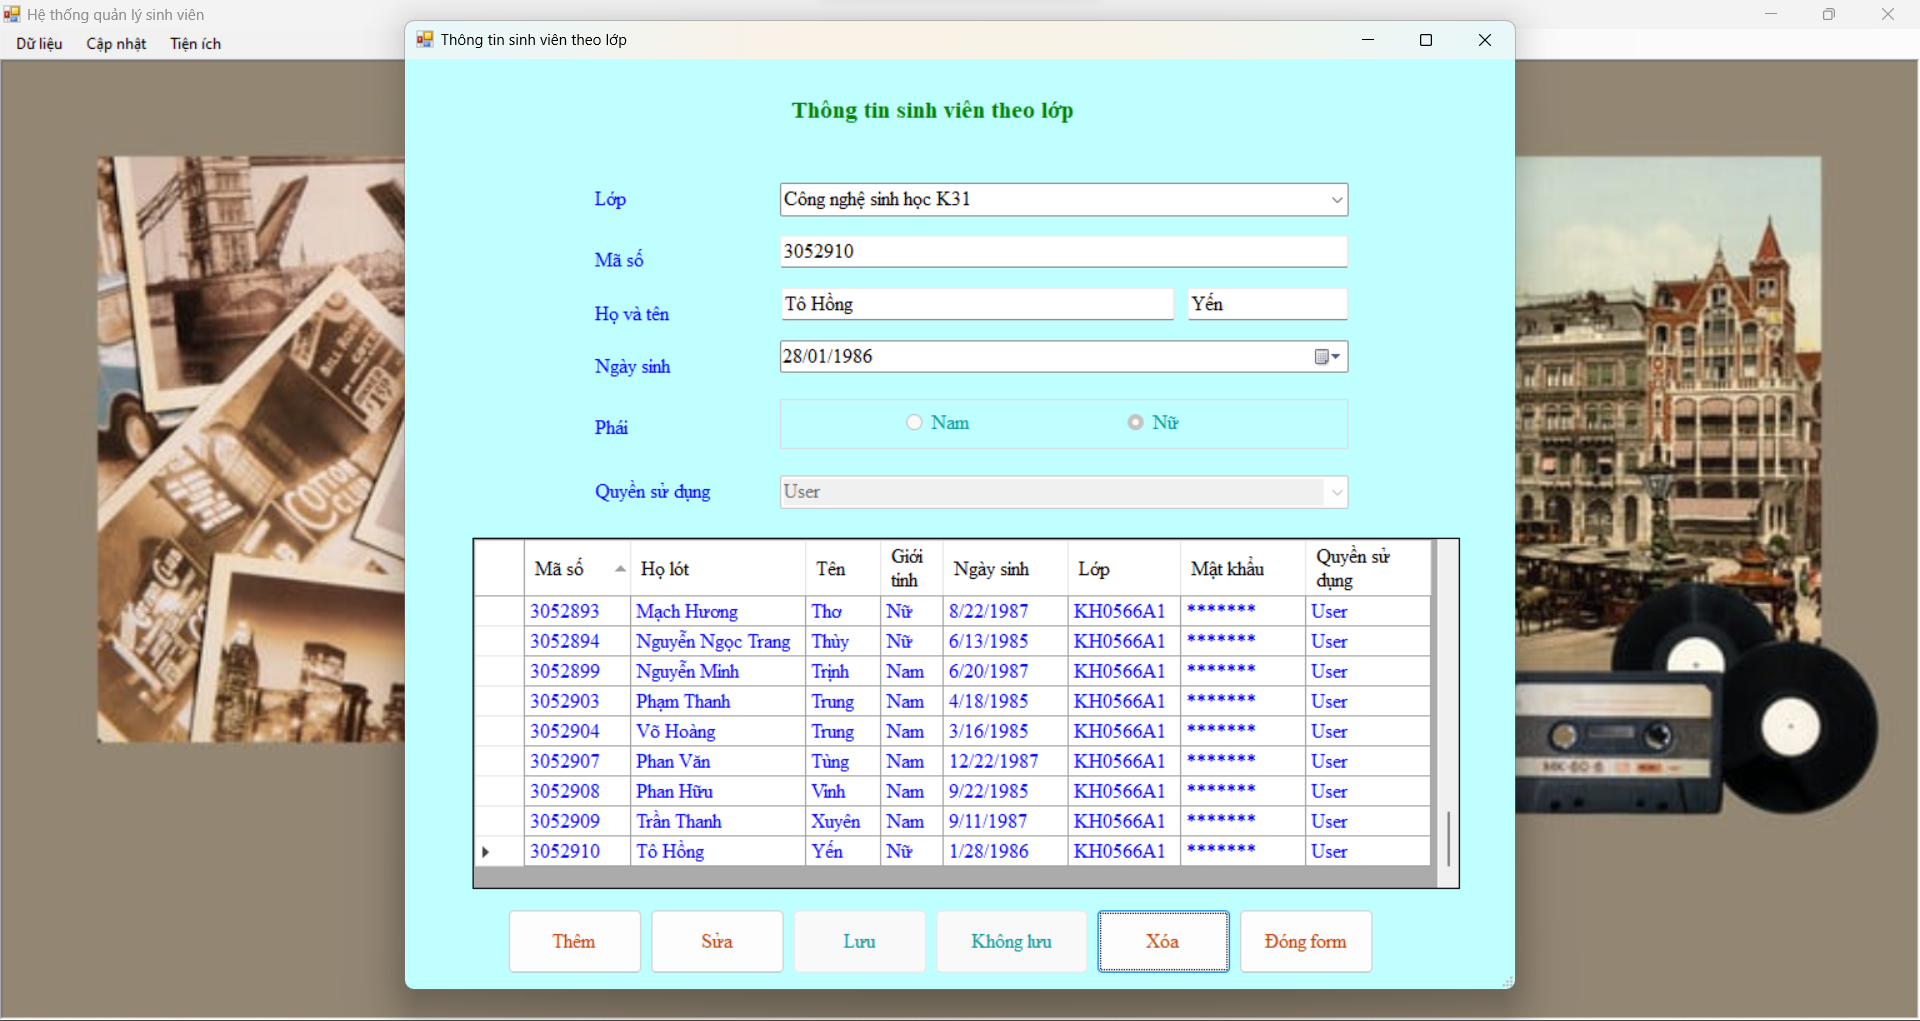 Hệ thống quản lý sinh viên
Dữ liệu Cập nhật Tiện ích
Thông tin sinh viên theo lớp
Thông tin sinh viên theo lớp
Lớp Công nghệ sinh học K31
Mã số 3052910
Họ và tên Tô Hồng Yến
Ngày sinh 28/01/1986
Phái Nam Nữ
Quyền sử dụng User
Mã số Họ lót Tên Giới tính Ngày sinh Lớp Mật khẩu Quyền sử dụng
3052893 Mạch Hương Thơ Nữ 8/22/1987 KH0566A1 ******* User
3052894 Nguyễn Ngọc Trang Thùy Nữ 6/13/1985 KH0566A1 ******* User
3052899 Nguyễn Minh Trịnh Nam 6/20/1987 KH0566A1 ******* User
3052903 Phạm Thanh Trung Nam 4/18/1985 KH0566A1 ******* User
3052904 Võ Hoàng Trung Nam 3/16/1985 KH0566A1 ******* User
3052907 Phan Văn Tùng Nam 12/22/1987 KH0566A1 ******* User
3052908 Phan Hữu Vinh Nam 9/22/1985 KH0566A1 ******* User
3052909 Trần Thanh Xuyên Nam 9/11/1987 KH0566A1 ******* User
3052910 Tô Hồng Yến Nữ 1/28/1986 KH0566A1 ******* User
Thêm Sửa Lưu Không lưu Xóa Đóng form
COTTON
CLUB